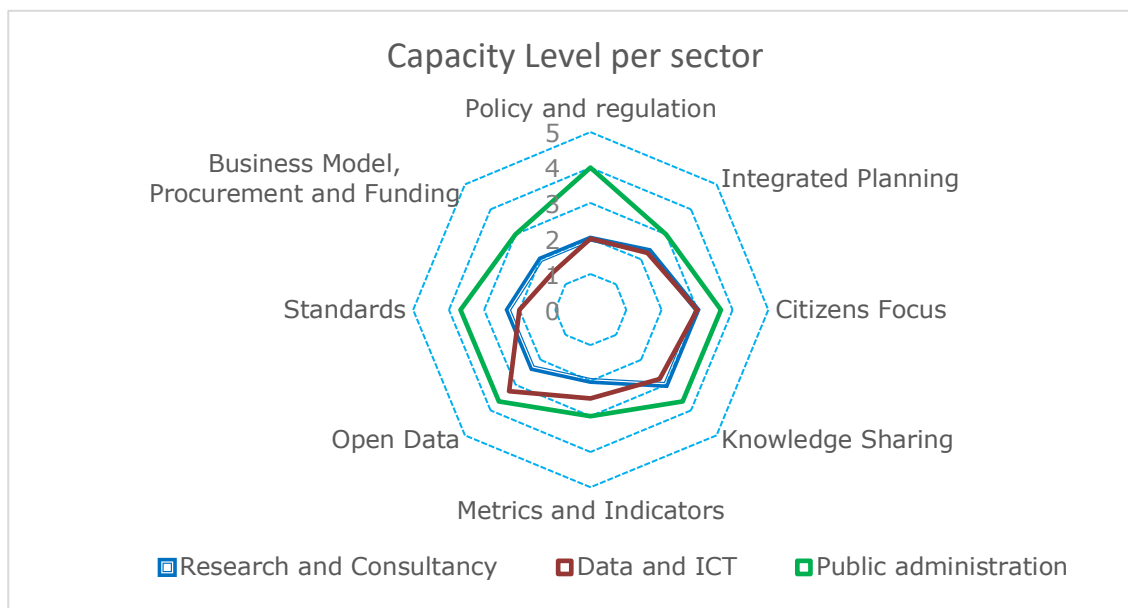 Capacity Level per sector
Policy and regulation
5
4
3
2
1
0
Business Model,
Procurement and Funding
Integrated Planning
Standards
Citizens Focus
Open Data
Knowledge Sharing
Metrics and Indicators
Research and Consultancy
Data and ICT
Public administration